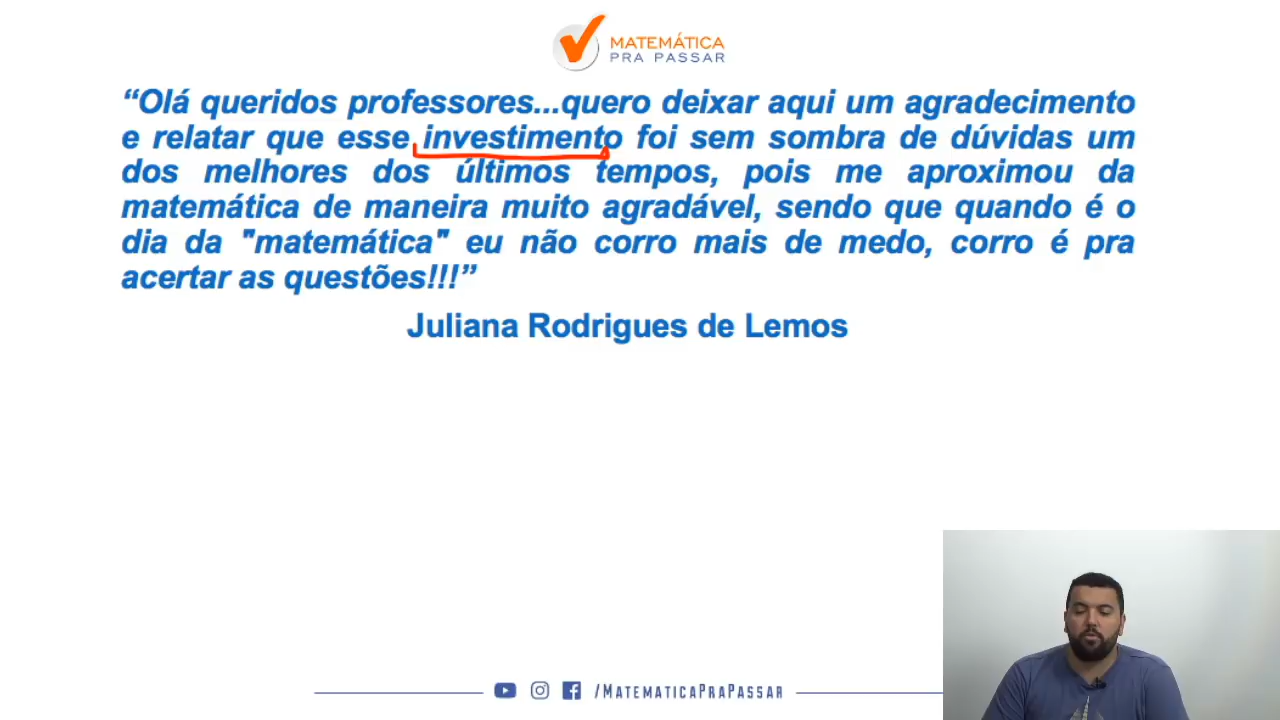 MATEMÁTICA
PRA PASSAR
“Olá queridos professores...quero deixar aqui um agradecimento
e relatar que esse investimento foi sem sombra de dúvidas um
dos melhores dos últimos tempos, pois me aproximou da
matemática de maneira muito agradável, sendo que quando é o
dia da "matemática" eu não corro mais de medo, corro é pra
acertar as questões!!!”
Juliana Rodrigues de Lemos
/MATEMATICAPRAPASSAR